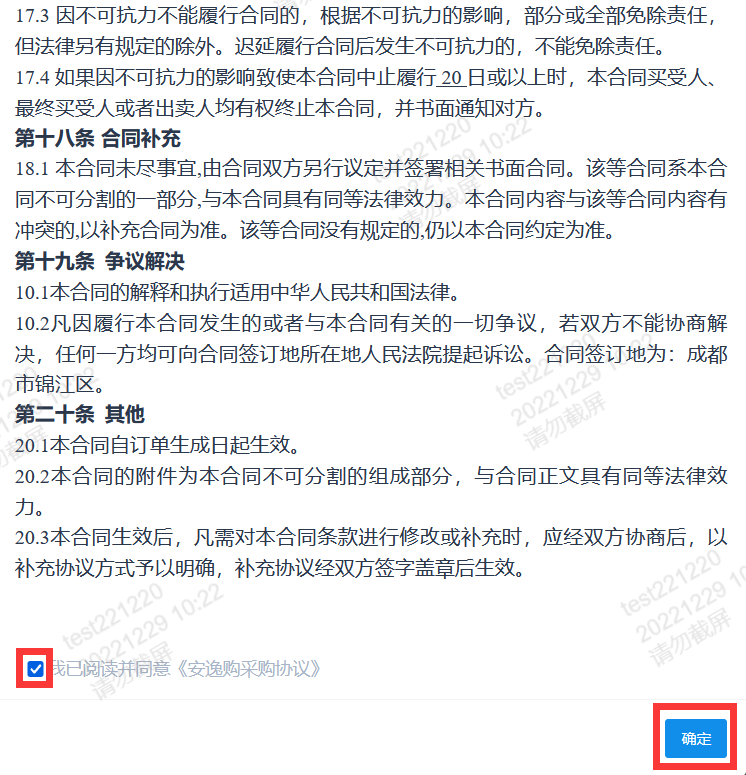 17.3 因不可抗力不能履行合同的，根据不可抗力的影响，部分或全部免除责任，
但法律另有规定的除外。迟延履行合同后发生不可抗力的，不能免除责任。
17.4 如果因不可抗力的影响致使本合同中止履行 20 日或以上时，本合同买受人、
最终买受人或者出卖人均有权终止本合同，并书面通知对方。
第十八条 合同补充
18.1 本合同未尽事宜,由合同双方另行议定并签署相关书面合同。该等合同系本合
同不可分割的一部分,与本合同具有同等法律效力。本合同内容与该等合同内容有
冲突的,以补充合同为准。该等合同没有规定的,仍以本合同约定为准。
第十九条 争议解决
10.1本合同的解释和执行适用中华人民共和国法律。
10.2凡因履行本合同发生的或者与本合同有关的一切争议，若双方不能协商解
决，任何一方均可向合同签订地所在地人民法院提起诉讼。合同签订地为：成都
市锦江区。
第二十条 其他
20.1本合同自订单生成日起生效。
20.2本合同的附件为本合同不可分割的组成部分，与合同正文具有同等法律效
力。
20.3本合同生效后，凡需对本合同条款进行修改或补充时，应经双方协商后，以
补充协议方式予以明确，补充协议经双方签字盖章后生效。
我已阅读并同意《安逸购采购协议》
确定
test221220
20221229 10:22
请勿截屏
test221220
20221229 10:22
请勿截屏
test221220
20221229 10:22
请勿截屏
test221220
20221229 10:22
请勿截屏